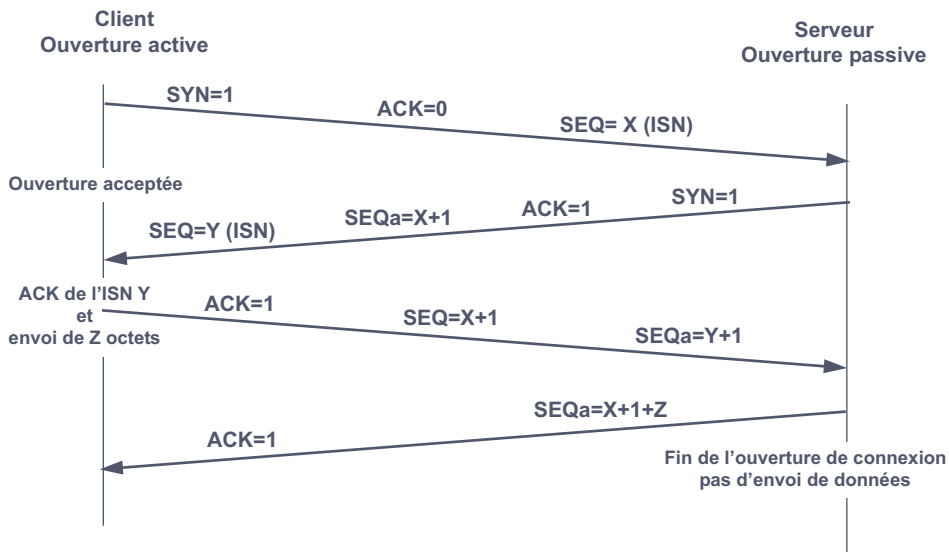 Client
Ouverture active
Serveur
Ouverture passive
SYN=1
ACK=0
SEQ= X (ISN)
Ouverture acceptée
SYN=1
ACK=1
SEQa=X+1
SEQ=Y (ISN)
ACK de l’ISN Y
et
envoi de Z octets
ACK=1
SEQ=X+1
SEQa=Y+1
SEQa=X+1+Z
ACK=1
Fin de l’ouverture de connexion
pas d’envoi de données